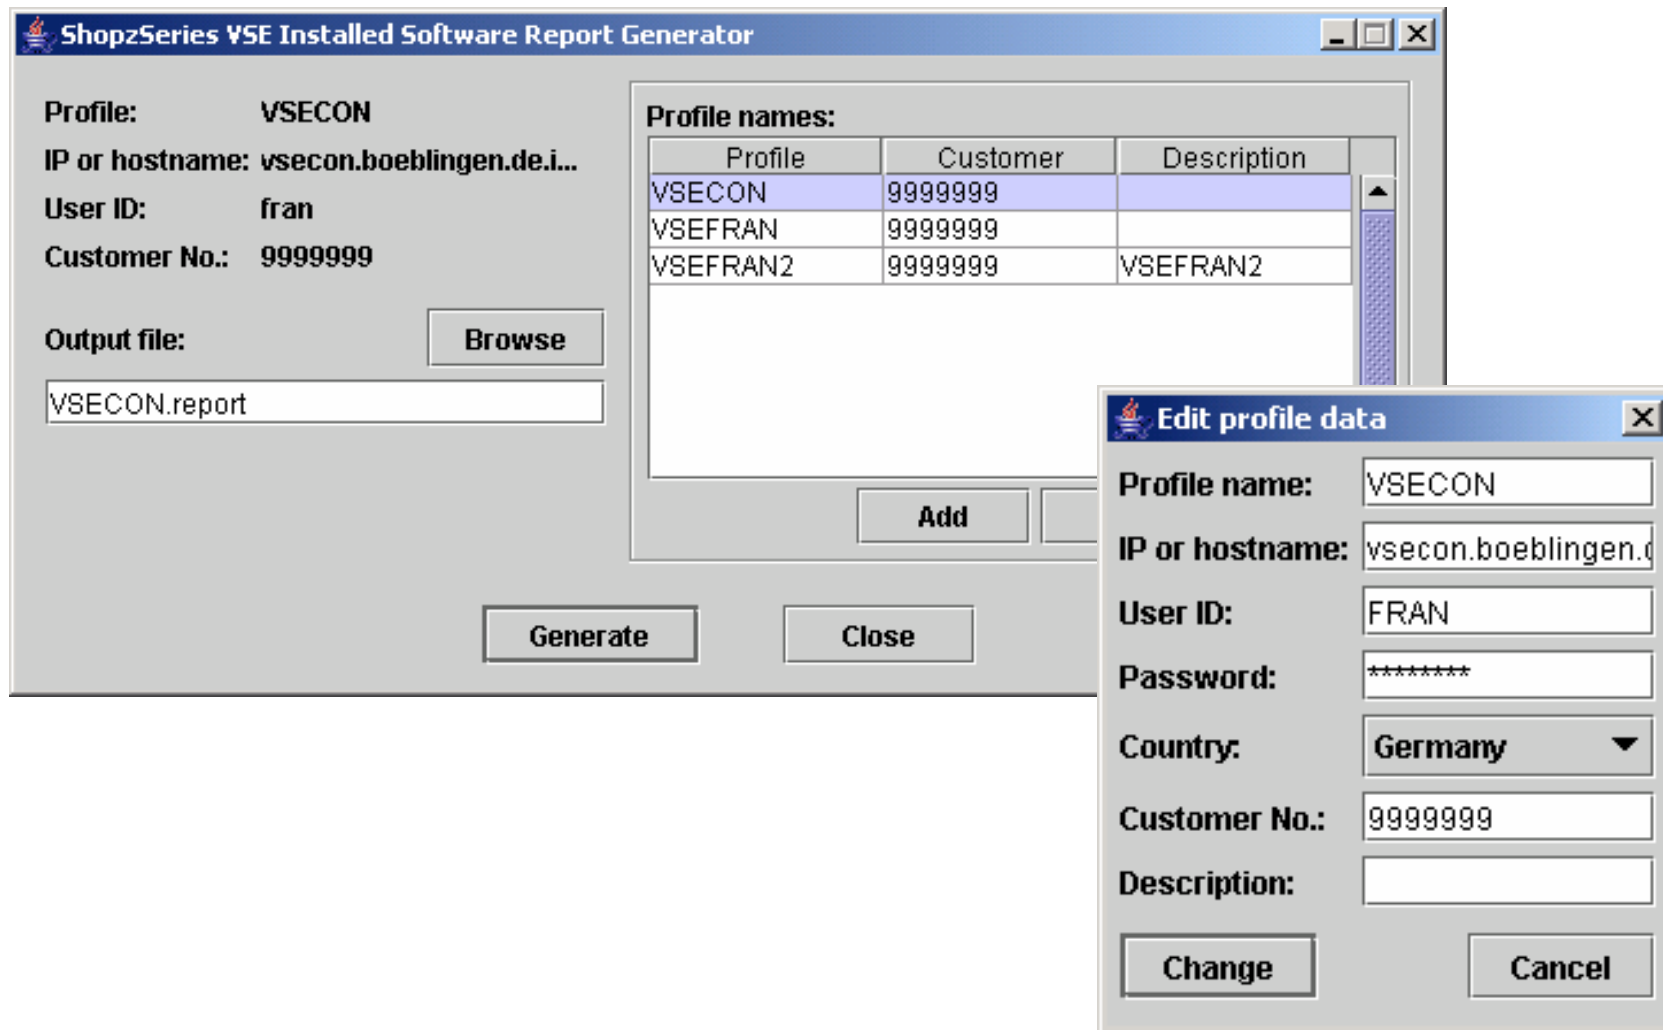 ShopzSeries VSE Installed Software Report Generator
Profile: VSECON
IP or hostname: vsecon.boeblingen.de.i...
User ID: fran
Customer No.: 9999999
Output file: Browse
VSECON.report
Profile names:
Profile Customer Description
VSECON 9999999
VSEFRAN 9999999
VSEFRAN2 9999999 VSEFRAN2
Add
Generate Close
Edit profile data
Profile name: VSECON
IP or hostname: vsecon.boeblingen.
User ID: FRAN
Password: ********
Country: Germany
Customer No.: 9999999
Description:
Change Cancel